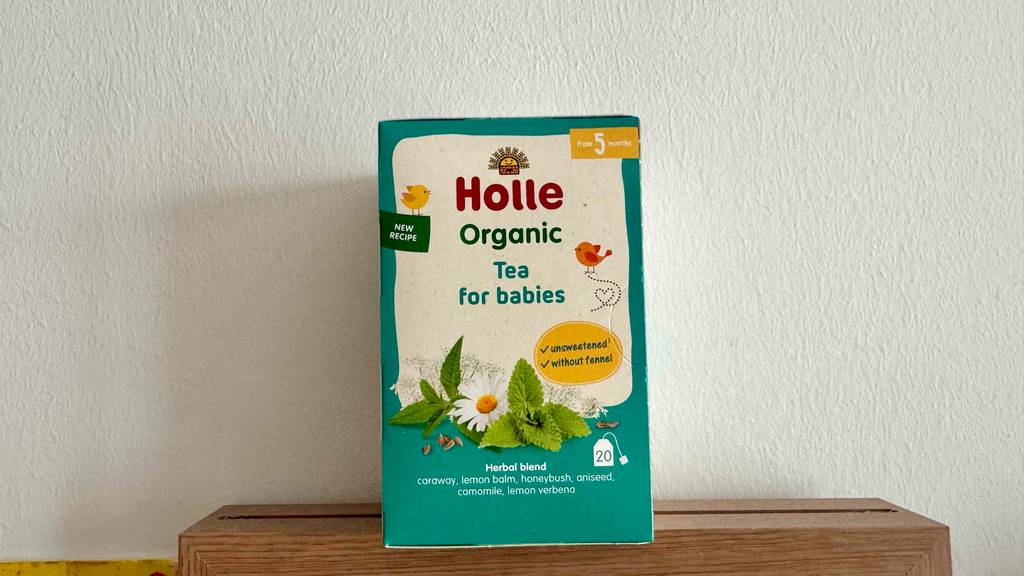 from 5 months
Holle
NEW
RECIPE
Organic
Tea
for babies
unsweetened
without fennel
20
Herbal blend
caraway, lemon balm, honeybush, aniseed,
camomile, lemon verbena